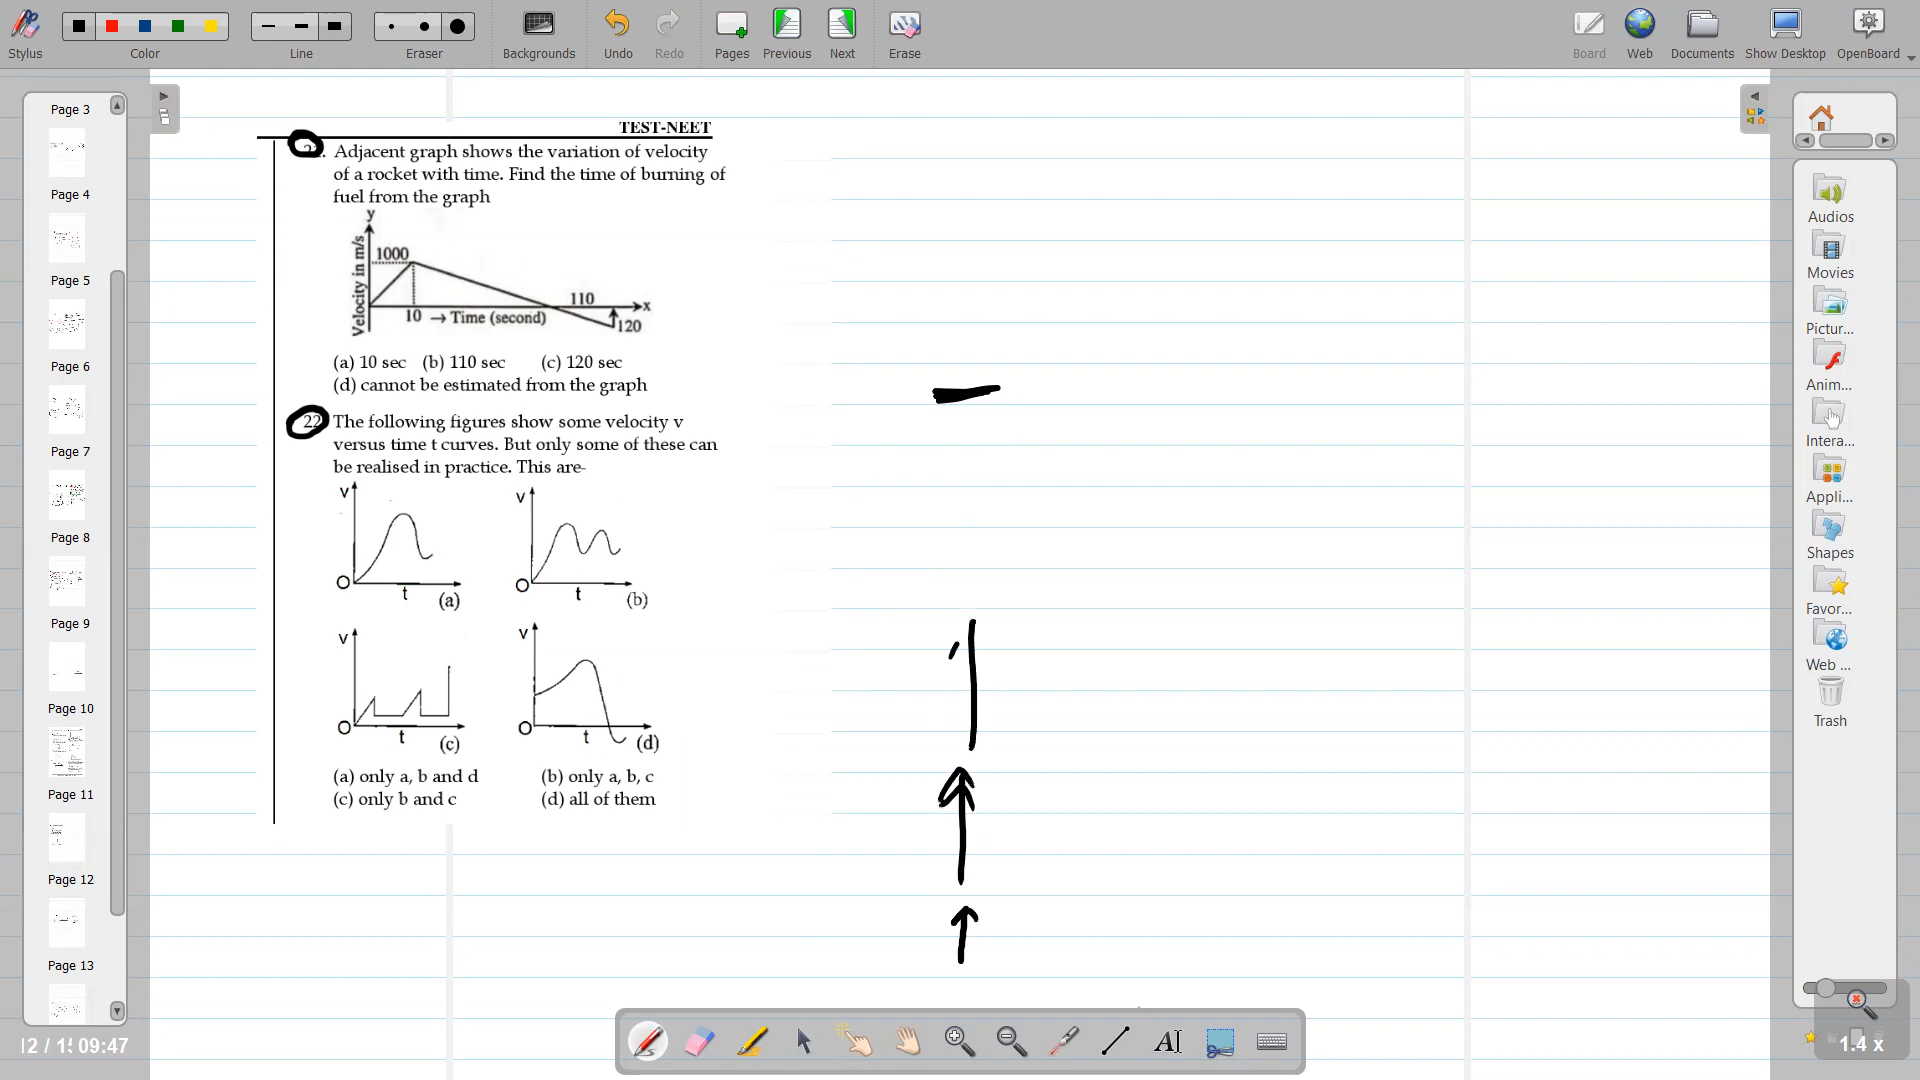 Stylus
Color
Line
Eraser
Backgrounds
Undo
Redo
Pages
Previous
Next
Erase
Board
Web
Documents
Show Desktop
OpenBoard
Page 3
Page 4
Page 5
Page 6
Page 7
Page 8
Page 9
Page 10
Page 11
Page 12
Page 13
TEST-NEET
Adjacent graph shows the variation of velocity
of a rocket with time. Find the time of burning of
fuel from the graph
y
Velocity in m/s
1000
110
x
10 → Time (second)
120
(a) 10 sec (b) 110 sec (c) 120 sec
(d) cannot be estimated from the graph
22 The following figures show some velocity v
versus time t curves. But only some of these can
be realised in practice. This are-
v
O
t
(a)
v
O
t
(b)
v
O
t
(c)
v
O
t
(d)
(a) only a, b and d (b) only a, b, c
(c) only b and c (d) all of them
Audios
Movies
Pictur...
Anim...
Intera...
Appli...
Shapes
Favor...
Web ...
Trash
09:47
1.4 x